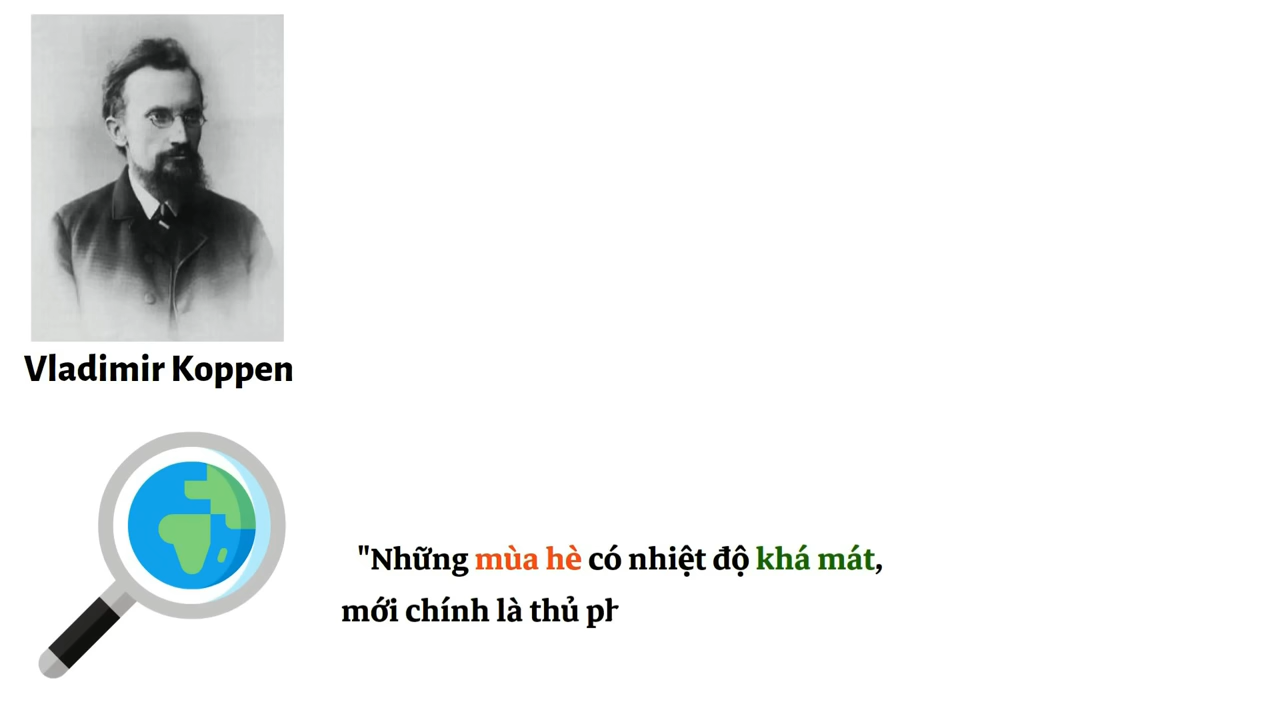 Vladimir Koppen
"Những mùa hè có nhiệt độ khá mát,
mới chính là thủ